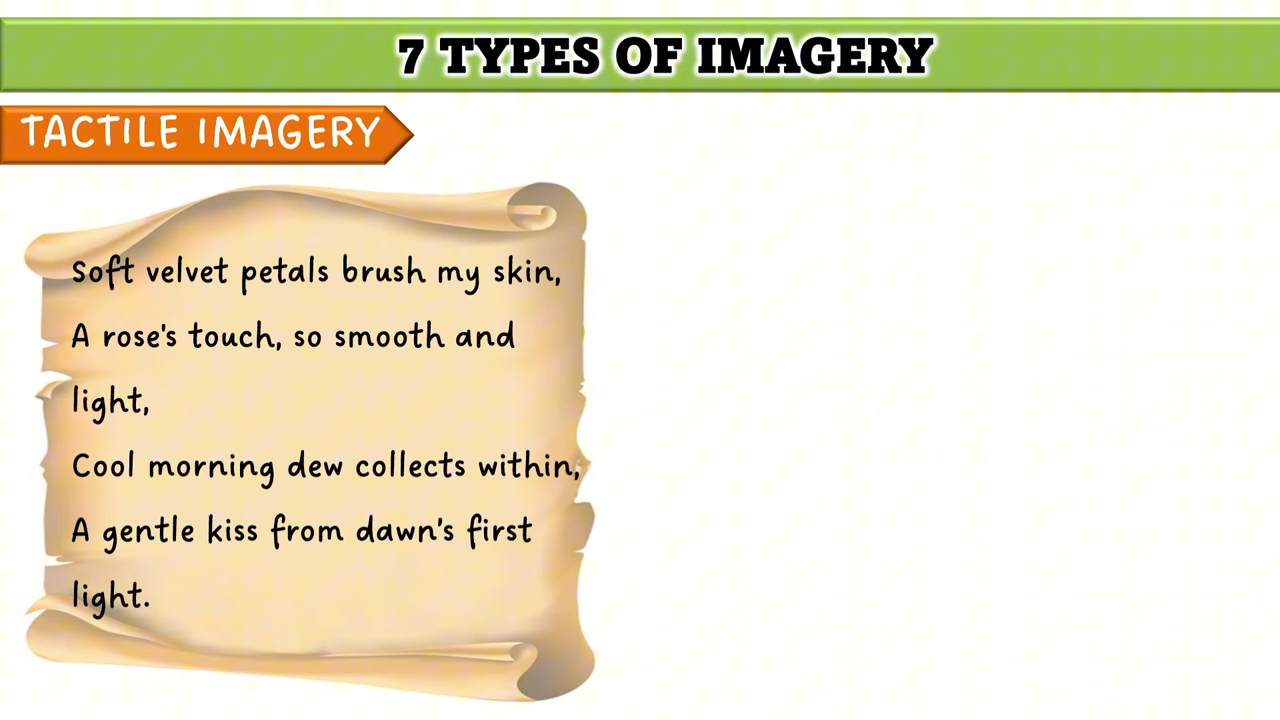 7 TYPES OF IMAGERY
TACTILE IMAGERY
Soft velvet petals brush my skin,
A rose's touch, so smooth and
light,
Cool morning dew collects within,
A gentle kiss from dawn's first
light.